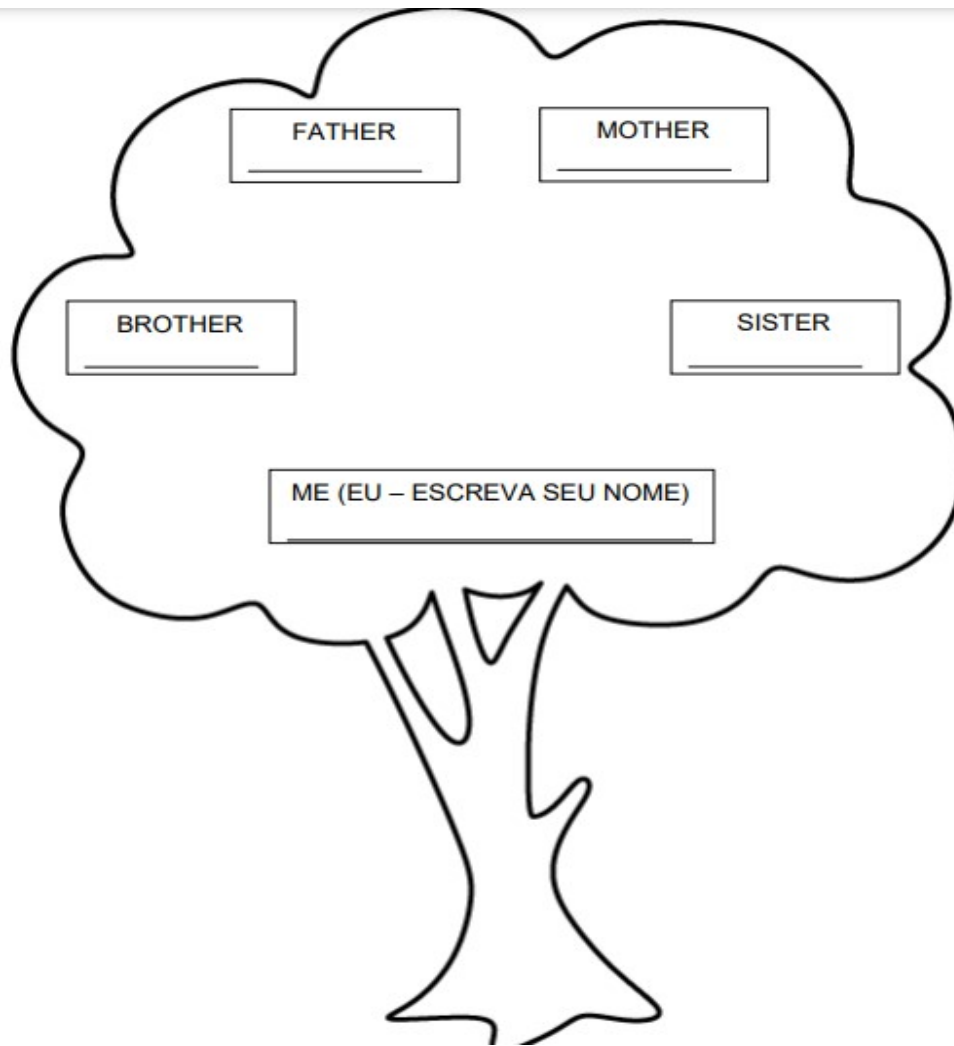 FATHER
MOTHER
BROTHER
SISTER
ME (EU – ESCREVA SEU NOME)